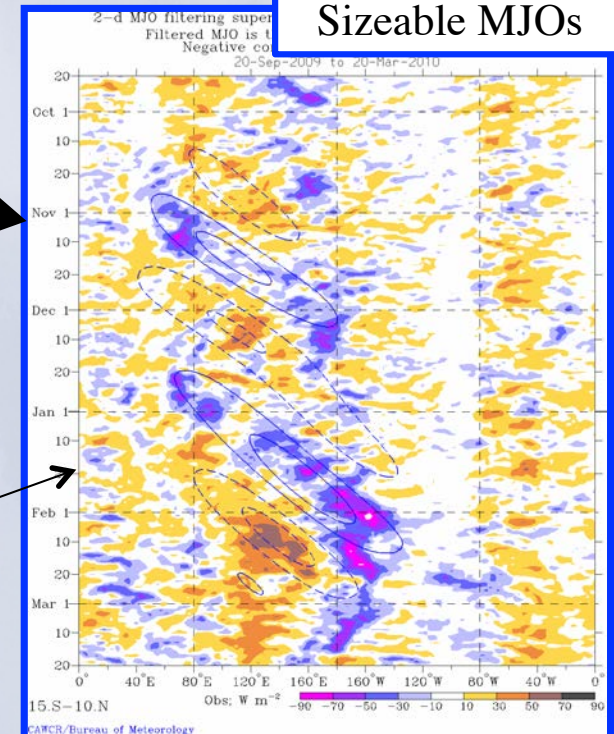 Sizeable MJOs
2-d MJO filtering super
Filtered MJO is t
Negative co
20-Sep-2009 to 20-Mar-2010
20
Oct 1
10
20
Nov 1
10
20
Dec 1
10
20
Jan 1
10
20
Feb 1
10
20
Mar 1
10
20
0° 40 E 80 E 120 E 160 E 160 W 120 W 80 W 40 W 0°
15.S-10.N
Obs; W m⁻²
-90 -70 -50 -30 -10 10 30 50 70 90
CAWCR/Bureau of Meteorology